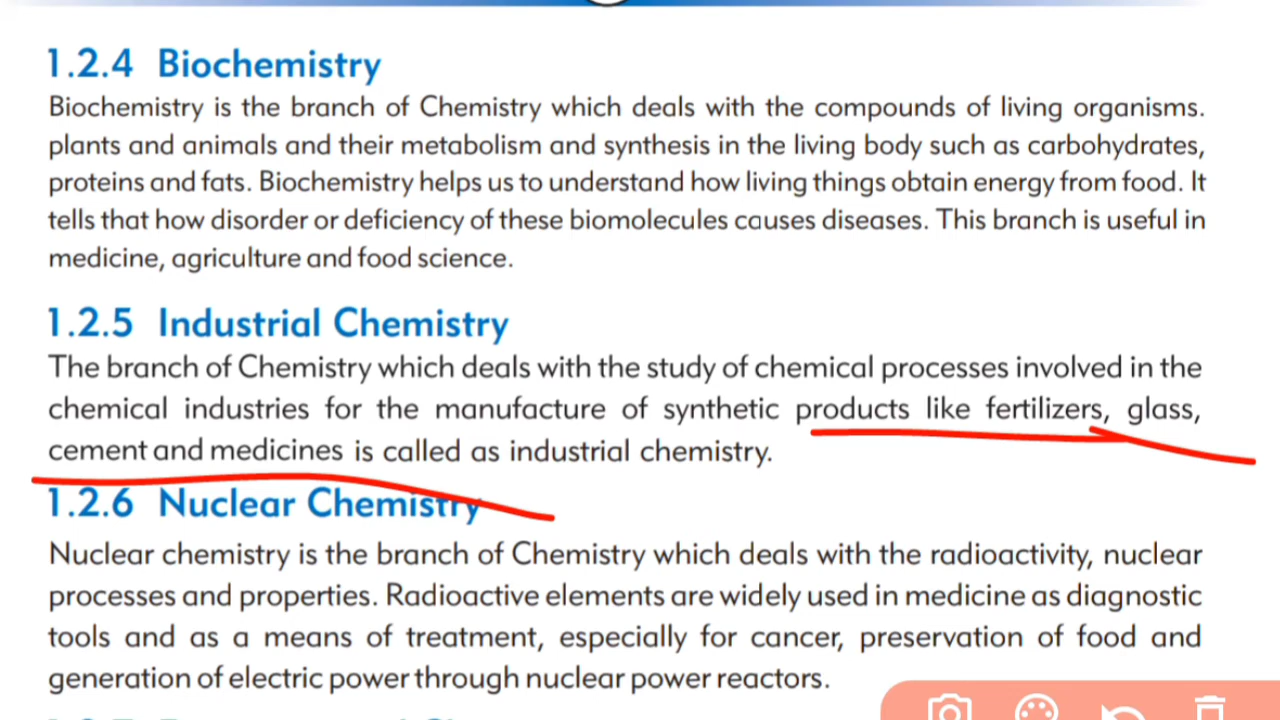 1.2.4 Biochemistry
Biochemistry is the branch of Chemistry which deals with the compounds of living organisms.
plants and animals and their metabolism and synthesis in the living body such as carbohydrates,
proteins and fats. Biochemistry helps us to understand how living things obtain energy from food. It
tells that how disorder or deficiency of these biomolecules causes diseases. This branch is useful in
medicine, agriculture and food science.
1.2.5 Industrial Chemistry
The branch of Chemistry which deals with the study of chemical processes involved in the
chemical industries for the manufacture of synthetic products like fertilizers, glass,
cement and medicines is called as industrial chemistry.
1.2.6 Nuclear Chemistry
Nuclear chemistry is the branch of Chemistry which deals with the radioactivity, nuclear
processes and properties. Radioactive elements are widely used in medicine as diagnostic
tools and as a means of treatment, especially for cancer, preservation of food and
generation of electric power through nuclear power reactors.